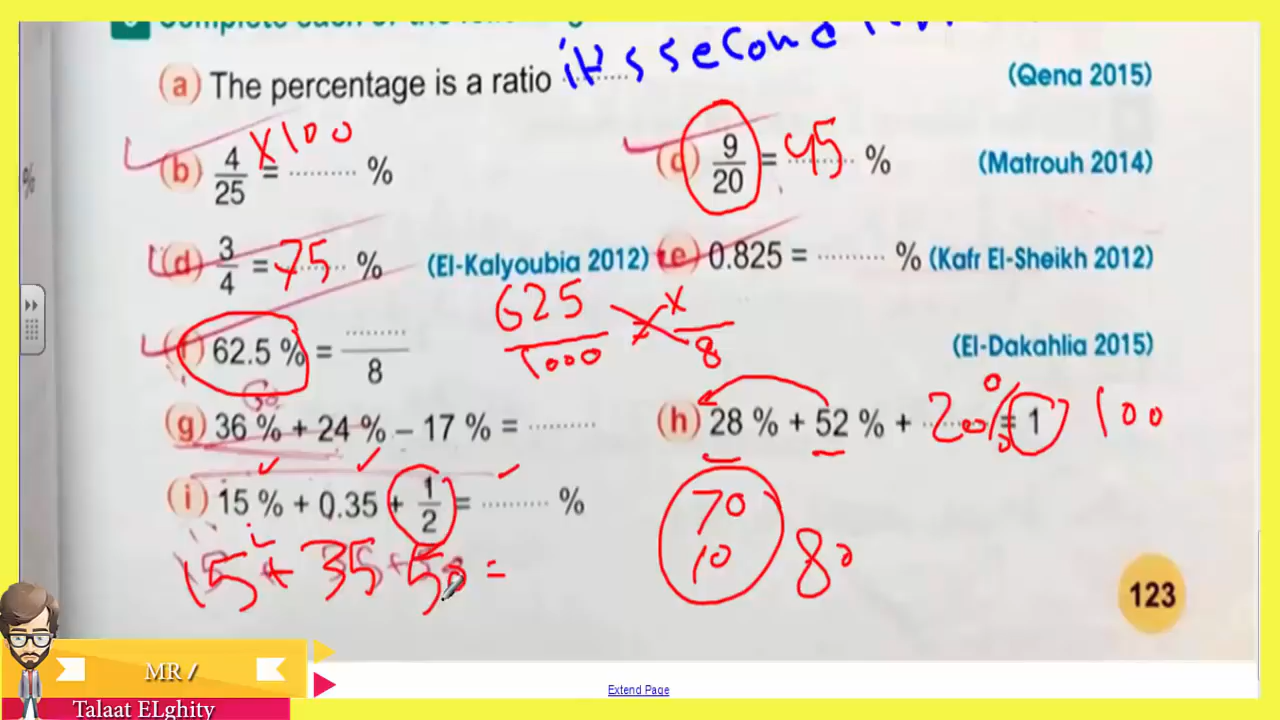 Complete each of the following
(a) The percentage is a ratio its second (Qena 2015)
(b) 4/25 × 100 = ............ %
(c) 9/20 = 45 % (Matrouh 2014)
(d) 3/4 = 75 % (El-Kalyoubia 2012)
(e) 0.825 = ............ % (Kafr El-Sheikh 2012)
(f) 62.5 % = ............/8 (El-Dakahlia 2015)
625/1000 = x/8
(g) 36 % + 24 % – 17 % = ............
(h) 28 % + 52 % + 20 % = 1 100
(i) 15 % + 0.35 + 1/2 = ............ %
15 + 35 + 50 =
70
10
80
123
MR /
Talaat ELghity
Extend Page